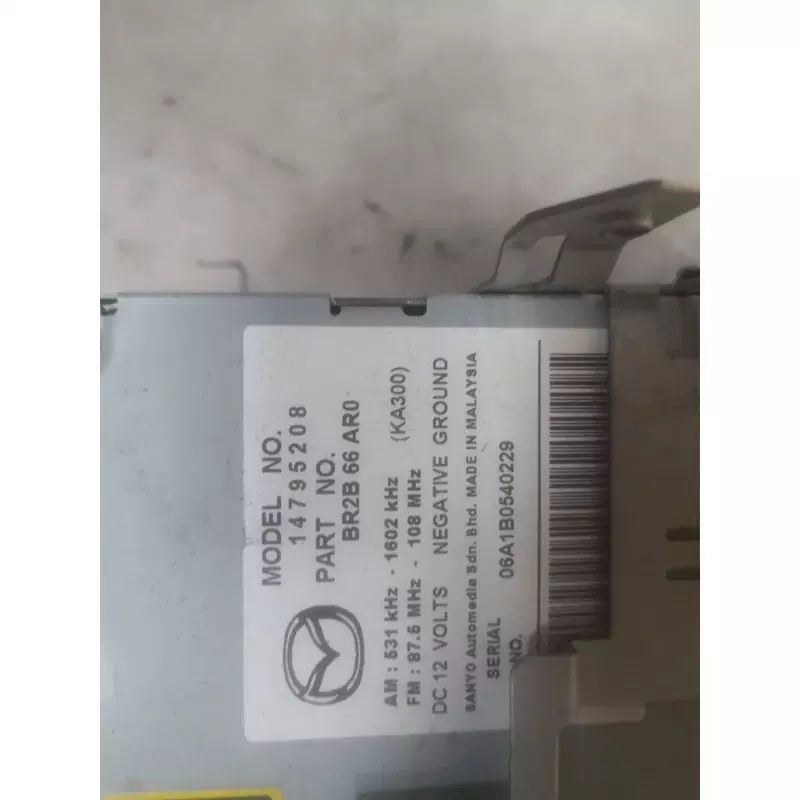 MODEL NO.
14795208
PART NO.
BR2B 66 AR0
AM : 531 kHz - 1602 kHz
FM : 87.5 MHz - 108 MHz (KA300)
DC 12 VOLTS NEGATIVE GROUND
SANYO Automedia Sdn. Bhd. MADE IN MALAYSIA
SERIAL 06A1B0540229
NO.